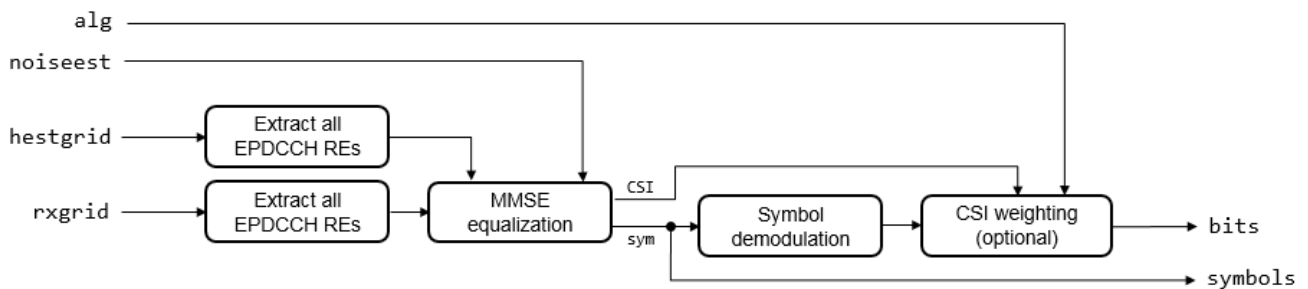 alg
noiseest
hestgrid
Extract all
EPDCCH REs
rxgrid
Extract all
EPDCCH REs
MMSE
equalization
CSI
sym
Symbol
demodulation
CSI weighting
(optional)
bits
symbols